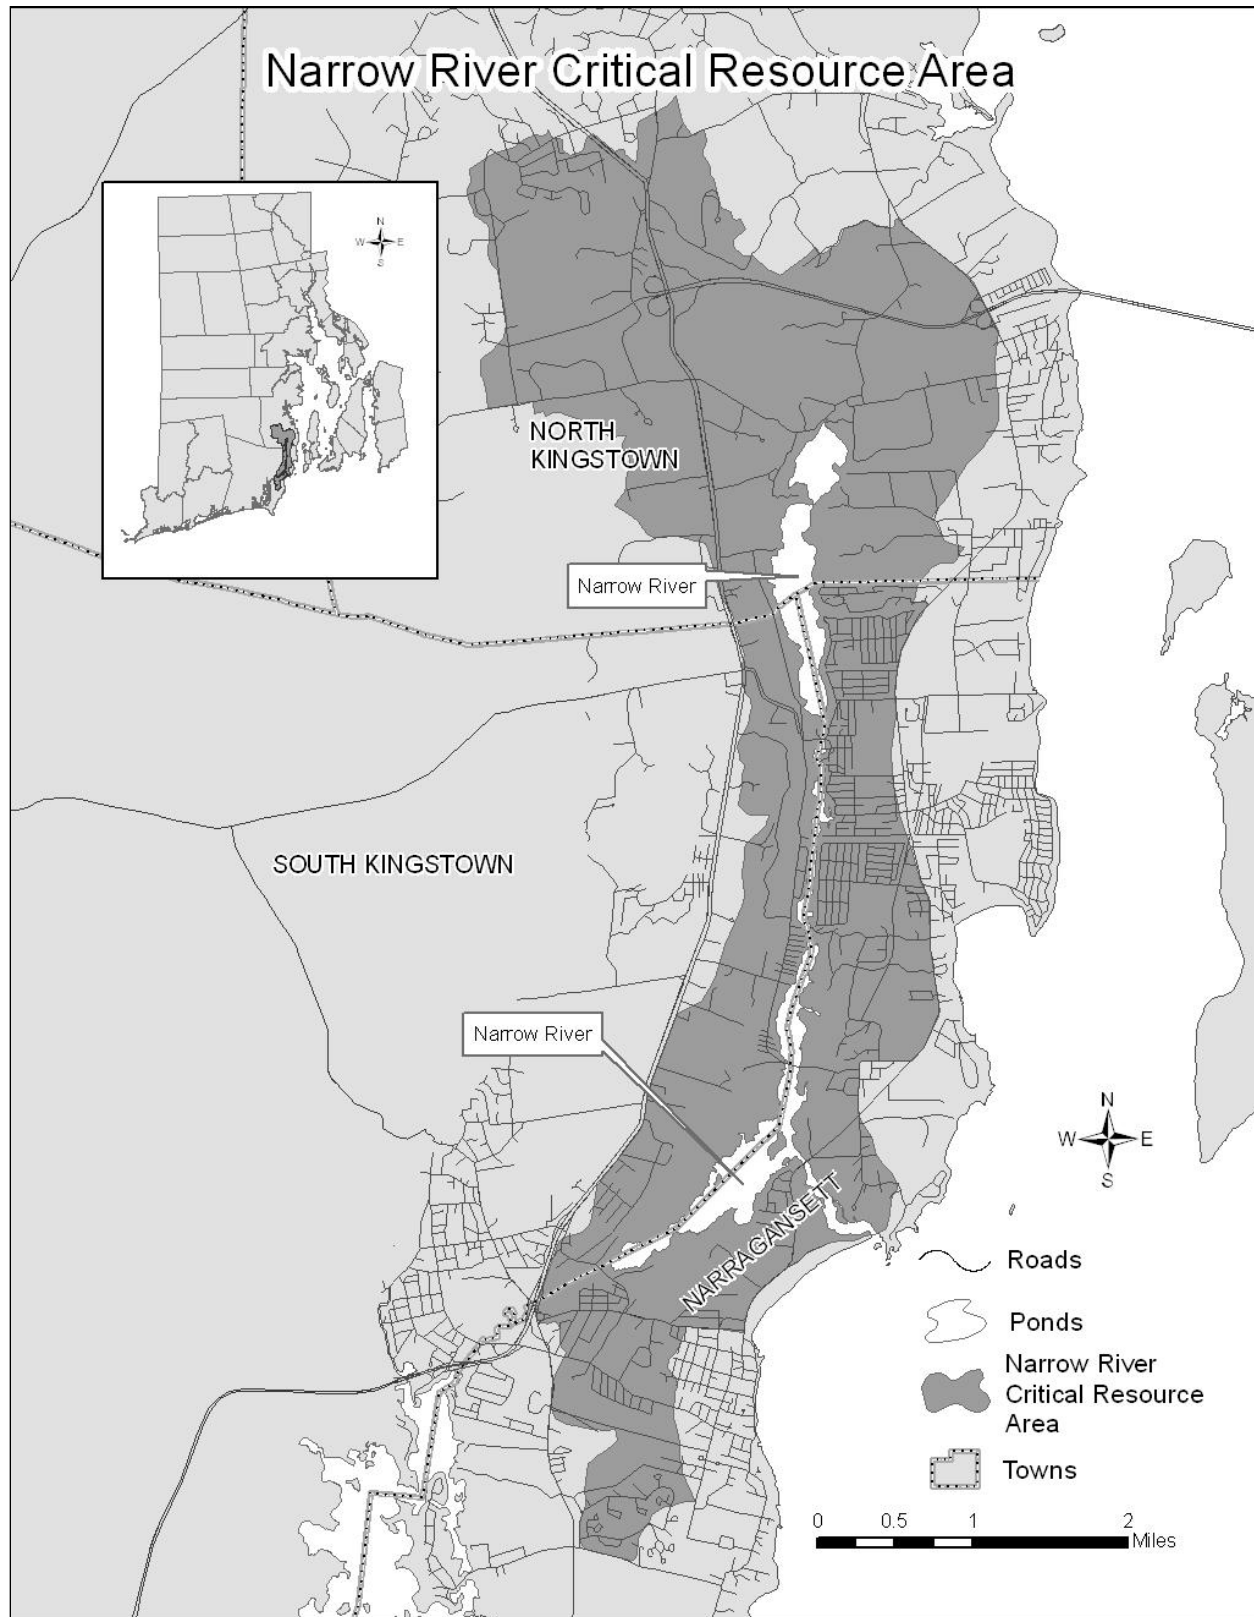 Narrow River Critical Resource Area
N
W E
S
NORTH
KINGSTOWN
Narrow River
SOUTH KINGSTOWN
Narrow River
N
W E
S
NARRAGANSETT
Roads
Ponds
Narrow River
Critical Resource
Area
Towns
0 0.5 1 2
Miles